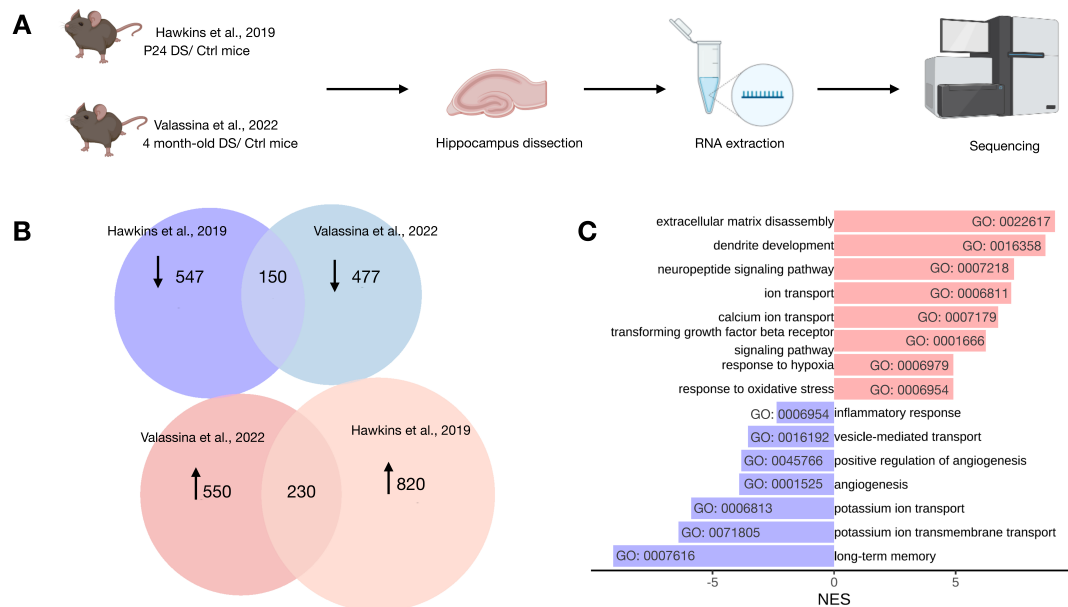 A
Hawkins et al., 2019
P24 DS/ Ctrl mice
Valassina et al., 2022
4 month-old DS/ Ctrl mice
Hippocampus dissection
RNA extraction
Sequencing
B
Hawkins et al., 2019
Valassina et al., 2022
547
150
477
Valassina et al., 2022
Hawkins et al., 2019
550
230
820
C
extracellular matrix disassembly
GO: 0022617
dendrite development
GO: 0016358
neuropeptide signaling pathway
GO: 0007218
ion transport
GO: 0006811
calcium ion transport
GO: 0007179
transforming growth factor beta receptor
signaling pathway
GO: 0001666
response to hypoxia
GO: 0006979
response to oxidative stress
GO: 0006954
GO: 0006954
inflammatory response
GO: 0016192
vesicle-mediated transport
GO: 0045766
positive regulation of angiogenesis
GO: 0001525
angiogenesis
GO: 0006813
potassium ion transport
GO: 0071805
potassium ion transmembrane transport
GO: 0007616
long-term memory
-5
0
5
NES